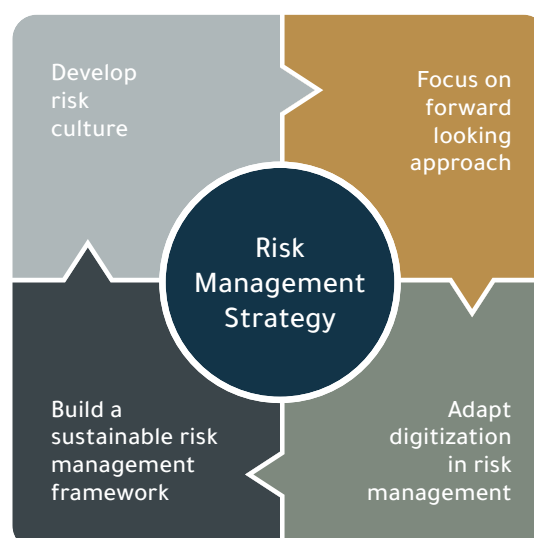 Develop
risk
culture
Focus on
forward
looking
approach
Risk
Management
Strategy
Build a
sustainable risk
management
framework
Adapt
digitization
in risk
management